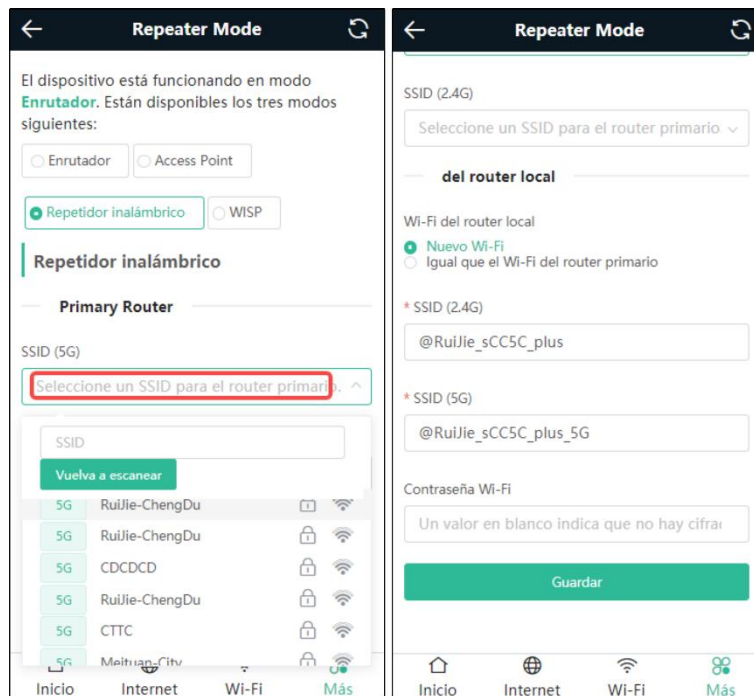 Repeater Mode
El dispositivo está funcionando en modo
Enrutador. Están disponibles los tres modos
siguientes:
Enrutador
Access Point
Repetidor inalámbrico
WISP
Repetidor inalámbrico
Primary Router
SSID (5G)
Seleccione un SSID para el router primario.
SSID
Vuelva a escanear
5G RuiJie-ChengDu
5G RuiJie-ChengDu
5G CDCDCD
5G RuiJie-ChengDu
5G CTTC
5G Meituan-City
Inicio Internet Wi-Fi Más
Repeater Mode
SSID (2.4G)
Seleccione un SSID para el router primario.
del router local
Wi-Fi del router local
Nuevo Wi-Fi
Igual que el Wi-Fi del router primario
* SSID (2.4G)
@RuiJie_sCC5C_plus
* SSID (5G)
@RuiJie_sCC5C_plus_5G
Contraseña Wi-Fi
Un valor en blanco indica que no hay
Guardar
Inicio Internet Wi-Fi Más